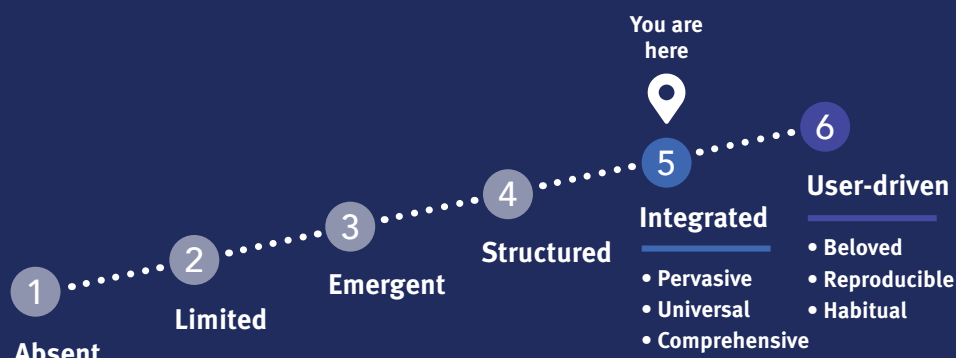 You are
here
6
5
4
3
2
1
User-driven
• Beloved
• Reproducible
• Habitual
Integrated
• Pervasive
• Universal
• Comprehensive
Structured
Emergent
Limited
Absent